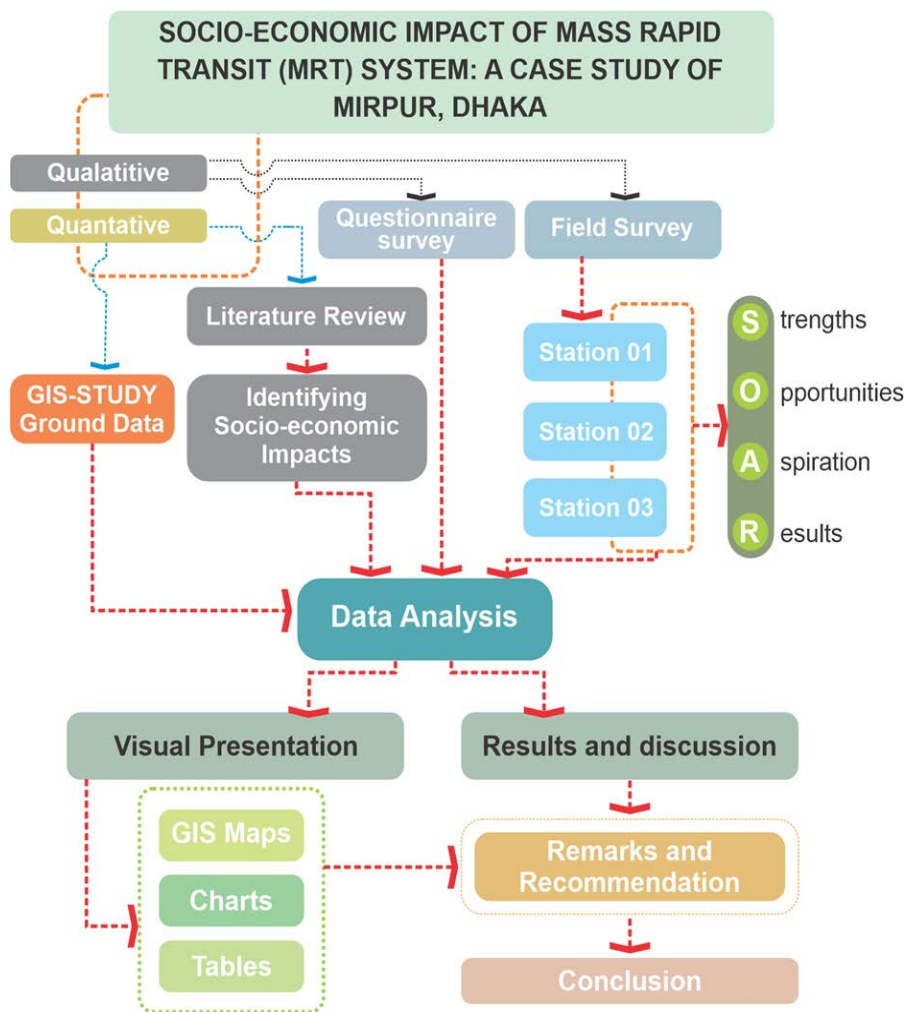 SOCIO-ECONOMIC IMPACT OF MASS RAPID
TRANSIT (MRT) SYSTEM: A CASE STUDY OF
MIRPUR, DHAKA
Qualatitive
Quantative
Questionnaire
survey
Field Survey
Literature Review
Identifying
Socio-economic
Impacts
GIS-STUDY
Ground Data
Station 01
Station 02
Station 03
S trengths
O pportunities
A spiration
R esults
Data Analysis
Visual Presentation
Results and discussion
GIS Maps
Charts
Tables
Remarks and
Recommendation
Conclusion